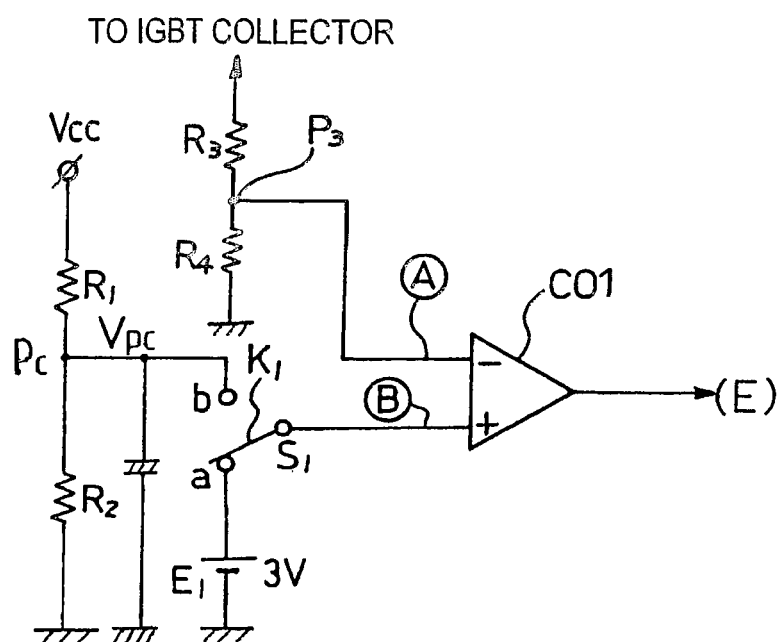 TO IGBT COLLECTOR
Vcc
R3
P3
R4
R1
A
CO1
Vpc
Pc
K1
b
−
(E)
B
+
S1
a
R2
E1
3V